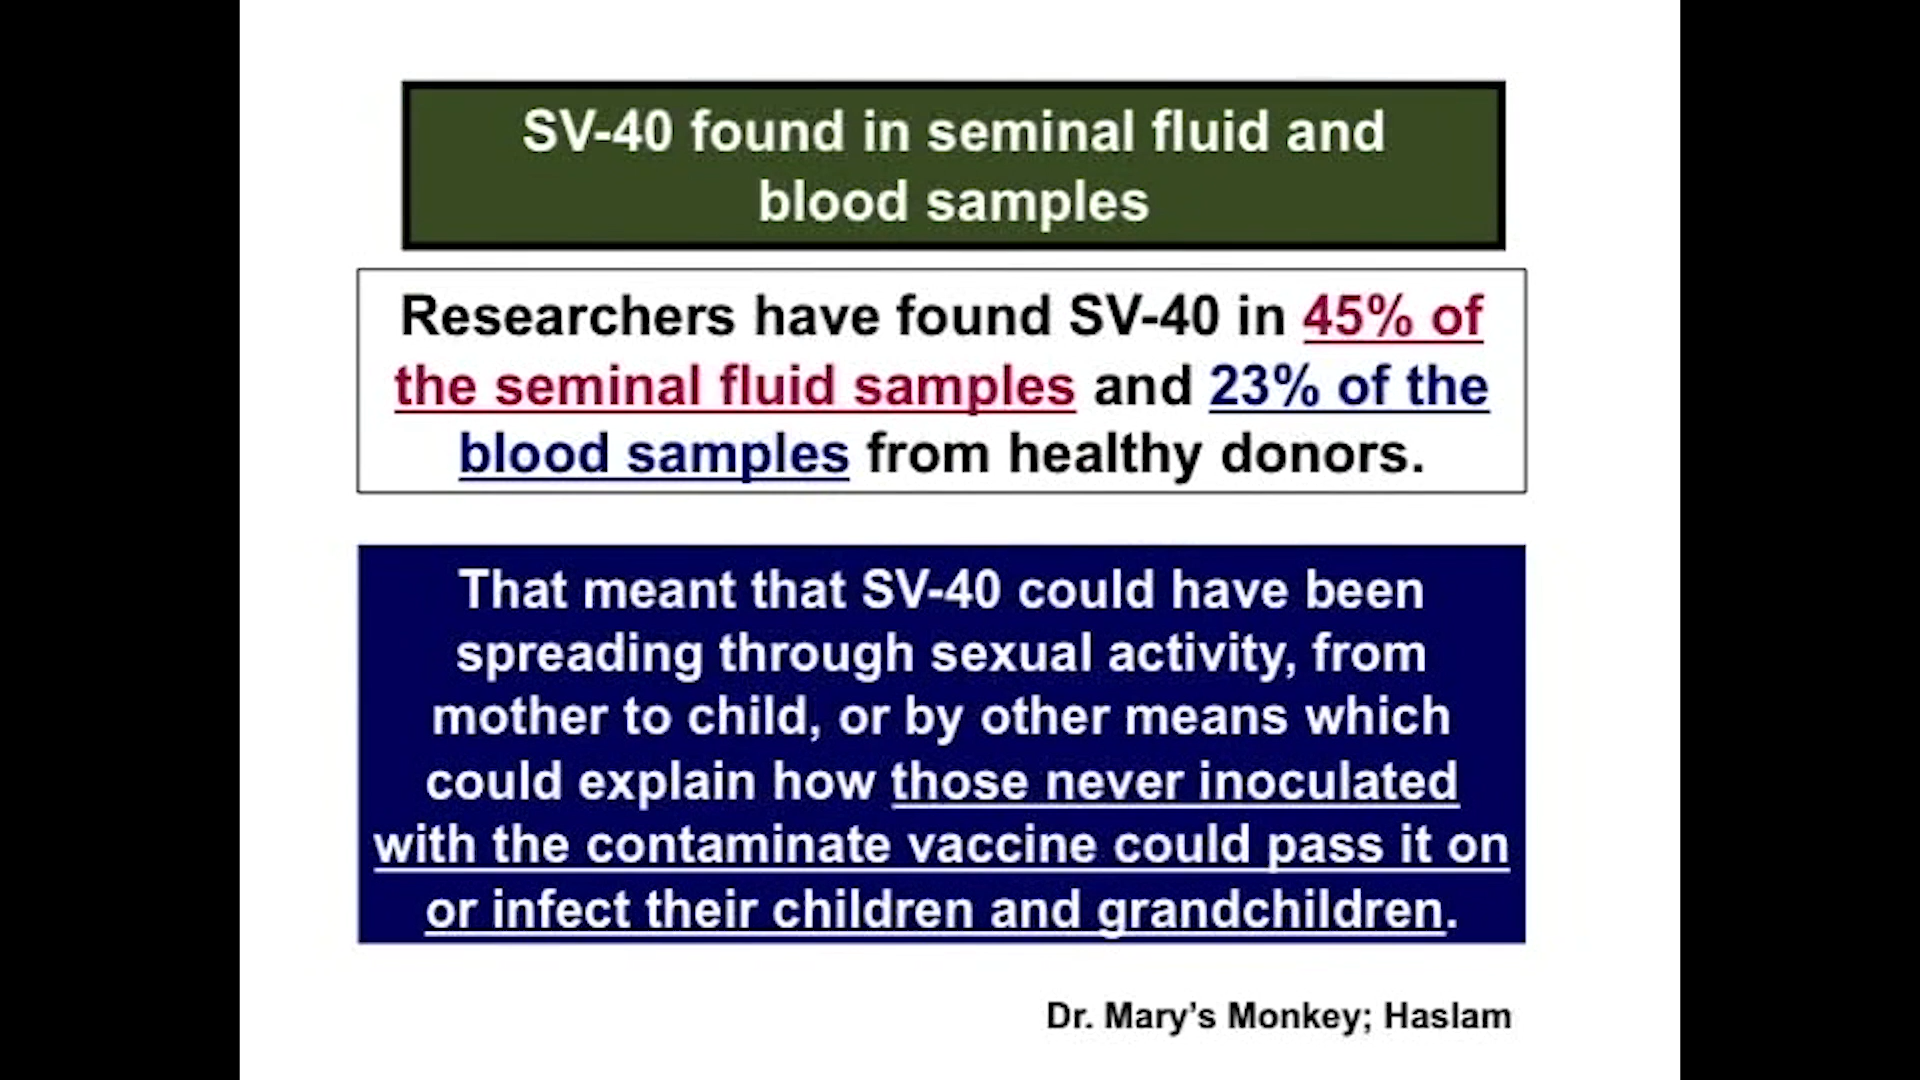 SV-40 found in seminal fluid and
blood samples
Researchers have found SV-40 in 45% of
the seminal fluid samples and 23% of the
blood samples from healthy donors.
That meant that SV-40 could have been
spreading through sexual activity, from
mother to child, or by other means which
could explain how those never inoculated
with the contaminate vaccine could pass it on
or infect their children and grandchildren.
Dr. Mary’s Monkey; Haslam